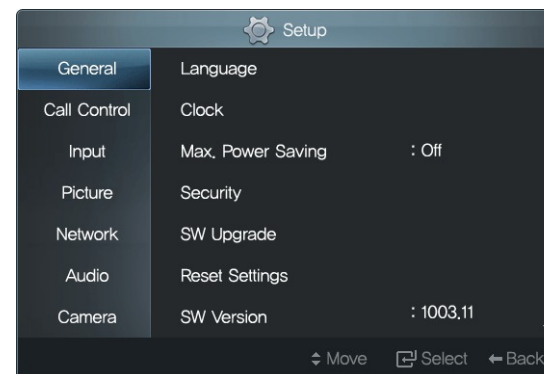 Setup
General
Language
Call Control
Clock
Input
Max. Power Saving : Off
Picture
Security
Network
SW Upgrade
Audio
Reset Settings
Camera
SW Version : 1003.11
Move Select Back